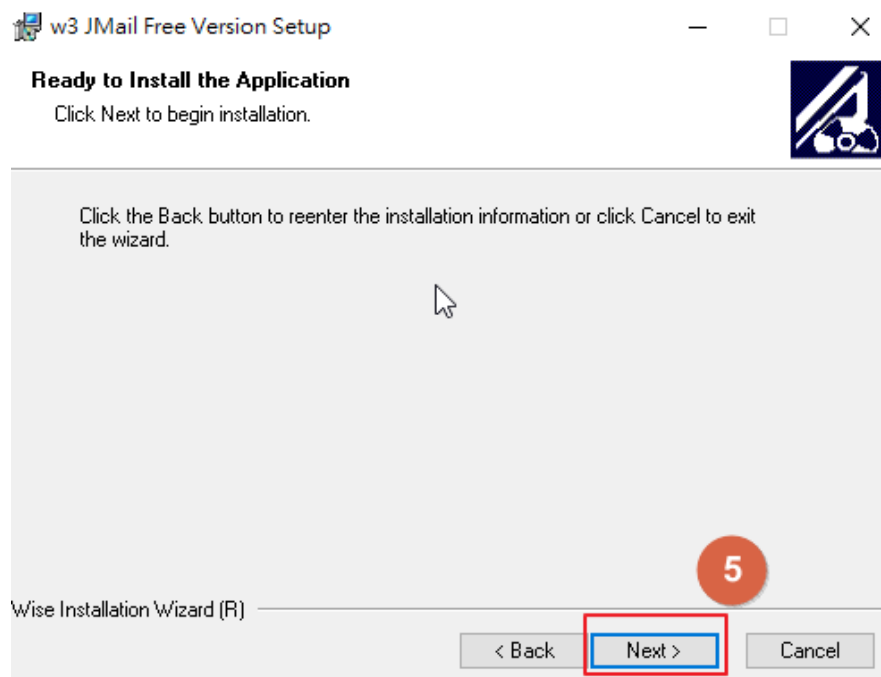 w3 JMail Free Version Setup
Ready to Install the Application
Click Next to begin installation.
Click the Back button to reenter the installation information or click Cancel to exit
the wizard.
5
Wise Installation Wizard (R)
< Back Next > Cancel